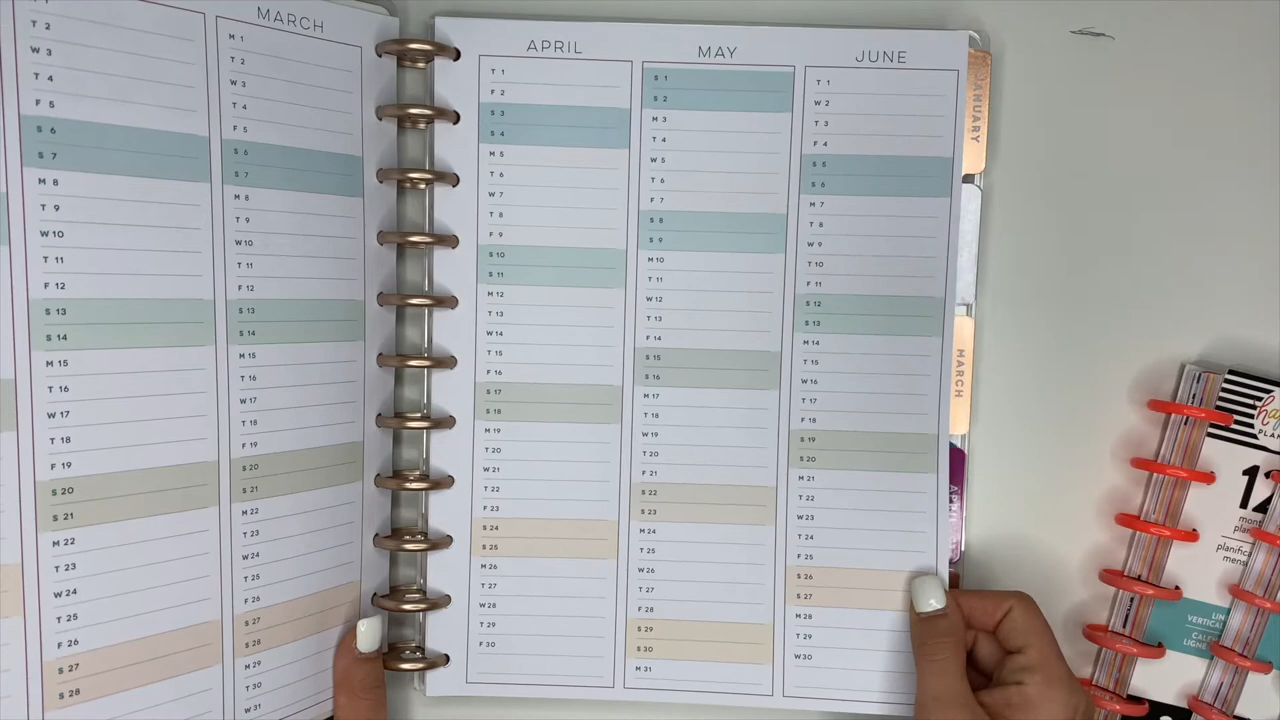 T 2
W 3
T 4
F 5
S 6
S 7
M 8
T 9
W 10
T 11
F 12
S 13
S 14
M 15
T 16
W 17
T 18
F 19
S 20
S 21
M 22
T 23
W 24
T 25
F 26
S 27
S 28
MARCH
M 1
T 2
W 3
T 4
F 5
S 6
S 7
M 8
T 9
W 10
T 11
F 12
S 13
S 14
M 15
T 16
W 17
T 18
F 19
S 20
S 21
M 22
T 23
W 24
T 25
F 26
S 27
S 28
M 29
T 30
W 31
APRIL
T 1
F 2
S 3
S 4
M 5
T 6
W 7
T 8
F 9
S 10
S 11
M 12
T 13
W 14
T 15
F 16
S 17
S 18
M 19
T 20
W 21
T 22
F 23
S 24
S 25
M 26
T 27
W 28
T 29
F 30
MAY
S 1
S 2
M 3
T 4
W 5
T 6
F 7
S 8
S 9
M 10
T 11
W 12
T 13
F 14
S 15
S 16
M 17
T 18
W 19
T 20
F 21
S 22
S 23
M 24
T 25
W 26
T 27
F 28
S 29
S 30
M 31
JUNE
T 1
W 2
T 3
F 4
S 5
S 6
M 7
T 8
W 9
T 10
F 11
S 12
S 13
M 14
T 15
W 16
T 17
F 18
S 19
S 20
M 21
T 22
W 23
T 24
F 25
S 26
S 27
M 28
T 29
W 30
JANUARY
MARCH
APRIL
12